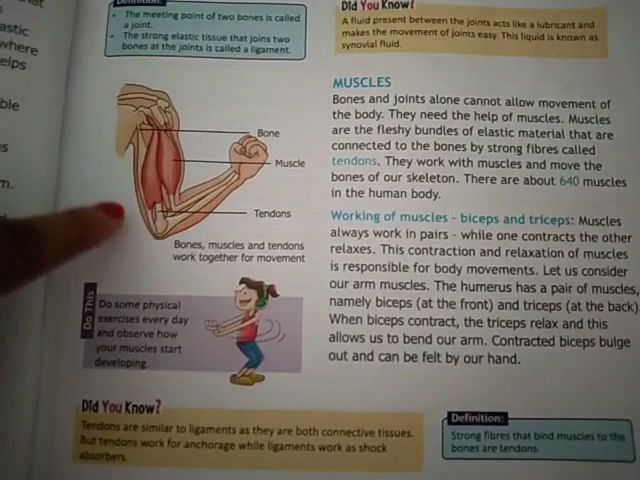 Definition:
• The meeting point of two bones is called
a joint.
• The strong elastic tissue that joins two
bones at the joints is called a ligament.
Did You Know?
A fluid present between the joints acts like a lubricant and
makes the movement of joints easy. This liquid is known as
synovial fluid.
astic
where
elps
ble
s
m.
Bone
Muscle
Tendons
Bones, muscles and tendons
work together for movement
Do This
Do some physical
exercises every day
and observe how
your muscles start
developing.
MUSCLES
Bones and joints alone cannot allow movement of
the body. They need the help of muscles. Muscles
are the fleshy bundles of elastic material that are
connected to the bones by strong fibres called
tendons. They work with muscles and move the
bones of our skeleton. There are about 640 muscles
in the human body.
Working of muscles - biceps and triceps: Muscles
always work in pairs - while one contracts the other
relaxes. This contraction and relaxation of muscles
is responsible for body movements. Let us consider
our arm muscles. The humerus has a pair of muscles,
namely biceps (at the front) and triceps (at the back)
When biceps contract, the triceps relax and this
allows us to bend our arm. Contracted biceps bulge
out and can be felt by our hand.
Did You Know?
Tendons are similar to ligaments as they are both connective tissues.
But tendons work for anchorage while ligaments work as shock
absorbers.
Definition:
Strong fibres that bind muscles to the
bones are tendons.